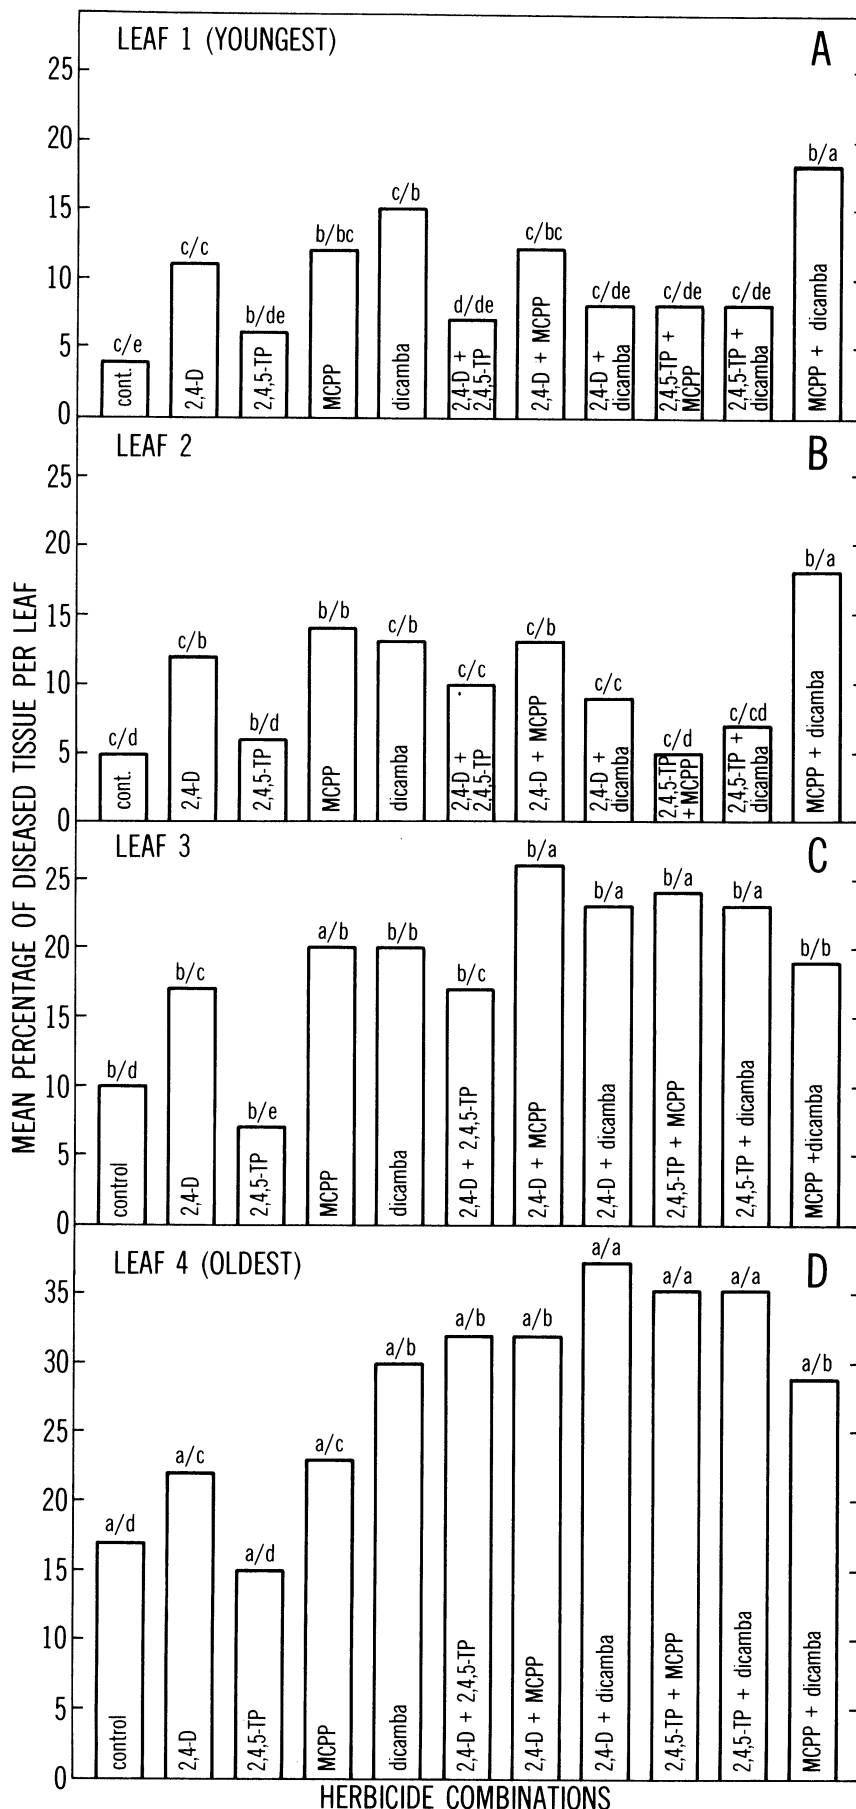 MEAN PERCENTAGE OF DISEASED TISSUE PER LEAF
LEAF 1 (YOUNGEST)
A
25
20
15
10
5
0
c/e
c/c
b/de
b/bc
c/b
d/de
c/bc
c/de
c/de
c/de
b/a
cont.
2,4-D
2,4,5-TP
MCPP
dicamba
2,4-D +
2,4,5-TP
2,4-D + MCPP
2,4-D +
dicamba
2,4,5-TP +
MCPP
2,4,5-TP +
dicamba
MCPP + dicamba
LEAF 2
B
25
20
15
10
5
0
c/d
c/b
b/d
b/b
c/b
c/c
c/b
c/c
c/d
c/cd
b/a
cont.
2,4-D
2,4,5-TP
MCPP
dicamba
2,4-D +
2,4,5-TP
2,4-D + MCPP
2,4-D +
dicamba
2,4,5-TP
+ MCPP
2,4,5-TP +
dicamba
MCPP + dicamba
LEAF 3
C
25
20
15
10
5
0
b/d
b/c
b/e
a/b
b/b
b/c
b/a
b/a
b/a
b/a
b/b
control
2,4-D
2,4,5-TP
MCPP
dicamba
2,4-D + 2,4,5-TP
2,4-D + MCPP
2,4-D + dicamba
2,4,5-TP + MCPP
2,4,5-TP + dicamba
MCPP +dicamba
LEAF 4 (OLDEST)
D
35
30
25
20
15
10
5
0
a/d
a/c
a/d
a/c
a/b
a/b
a/b
a/a
a/a
a/a
a/b
control
2,4-D
2,4,5-TP
MCPP
dicamba
2,4-D + 2,4,5-TP
2,4-D + MCPP
2,4-D + dicamba
2,4,5-TP + MCPP
2,4,5-TP + dicamba
MCPP + dicamba
HERBICIDE COMBINATIONS